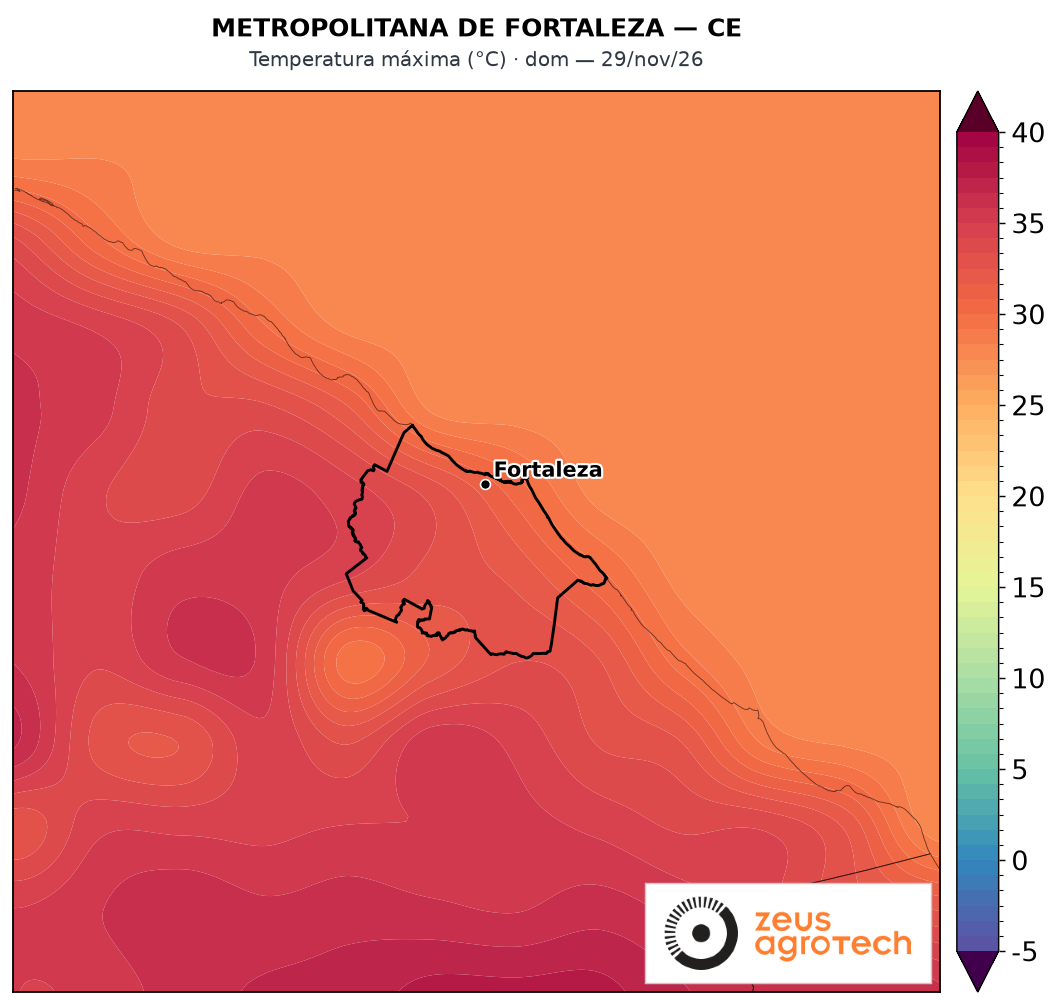 METROPOLITANA DE FORTALEZA — CE
Temperatura máxima (°C) · dom — 29/nov/26
Fortaleza
40
35
30
25
20
15
10
5
0
-5
zeus
agrotech